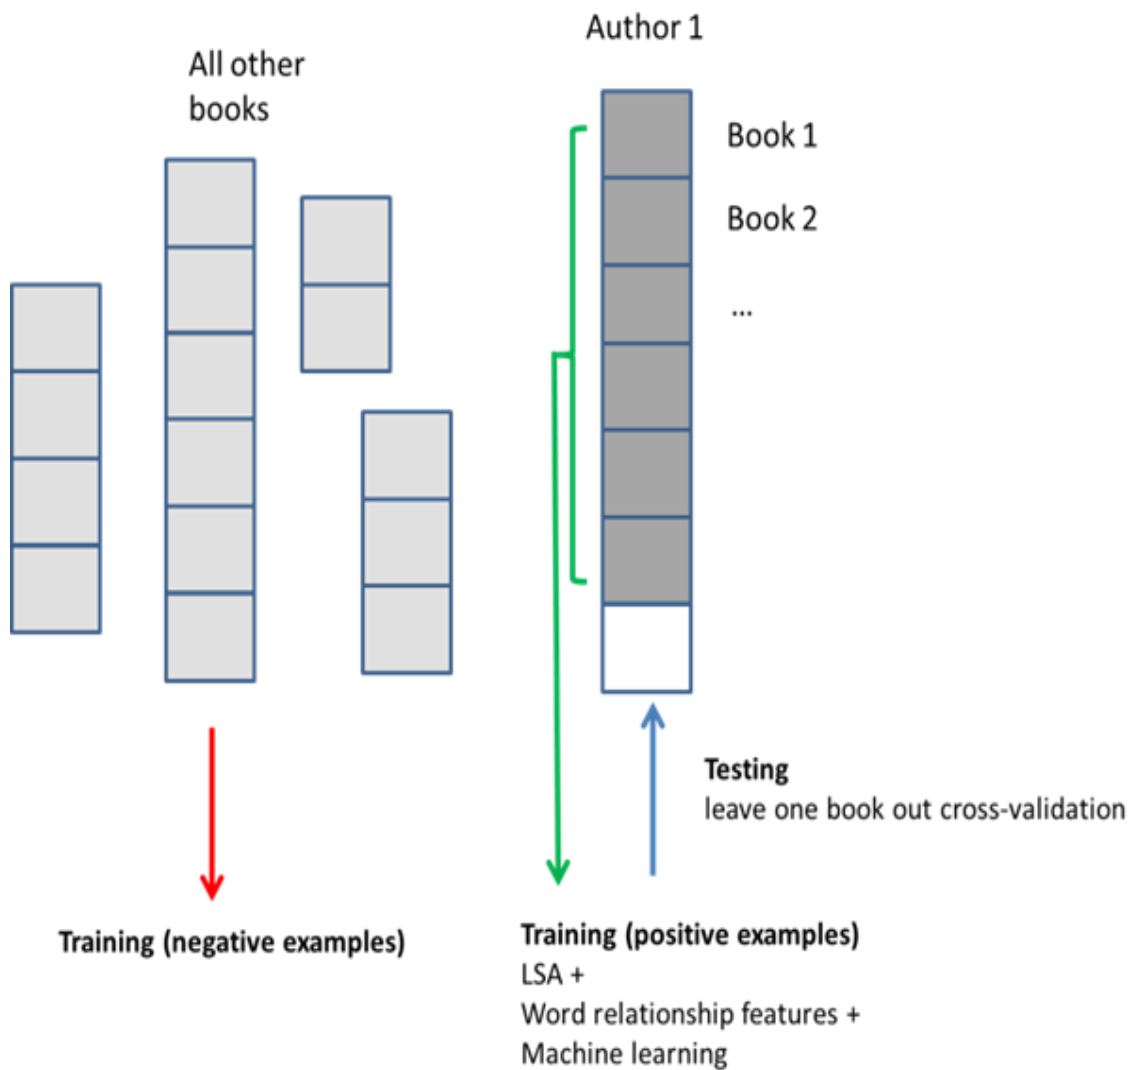 Author 1
All other
books
Book 1
Book 2
...
Testing
leave one book out cross-validation
Training (negative examples)
Training (positive examples)
LSA +
Word relationship features +
Machine learning